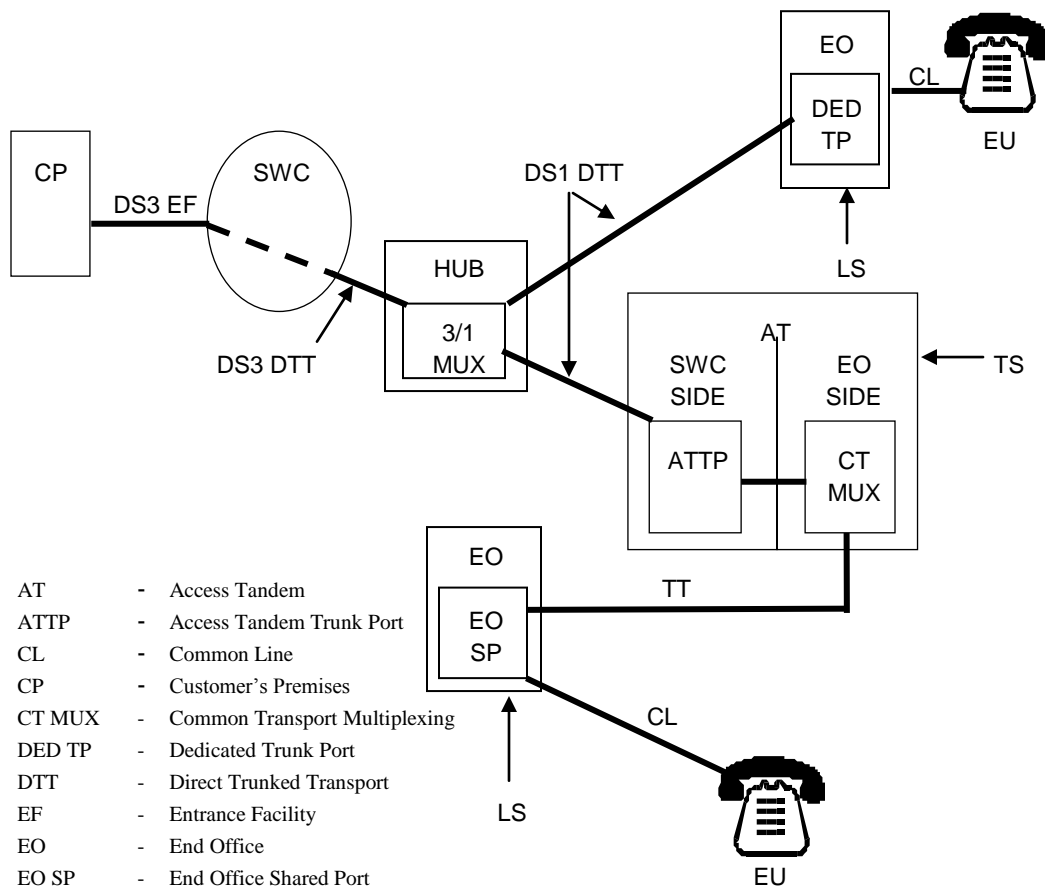 EO
CL
DED
TP
EU
CP
SWC
DS1 DTT
DS3 EF
HUB
LS
3/1
MUX
DS3 DTT
AT
SWC
SIDE
EO
SIDE
TS
ATTP
CT
MUX
EO
TT
EO
SP
CL
LS
EU
AT - Access Tandem
ATTP - Access Tandem Trunk Port
CL - Common Line
CP - Customer's Premises
CT MUX - Common Transport Multiplexing
DED TP - Dedicated Trunk Port
DTT - Direct Trunked Transport
EF - Entrance Facility
EO - End Office
EO SP - End Office Shared Port